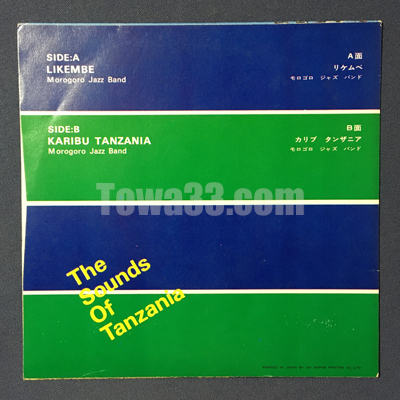 SIDE:A
LIKEMBE
Morogoro Jazz Band
A面
リケムベ
モロゴロ ジャズ バンド
SIDE:B
KARIBU TANZANIA
Morogoro Jazz Band
B面
カリブ タンザニア
モロゴロ ジャズ バンド
Towa33.com
The
Sounds
Of
Tanzania